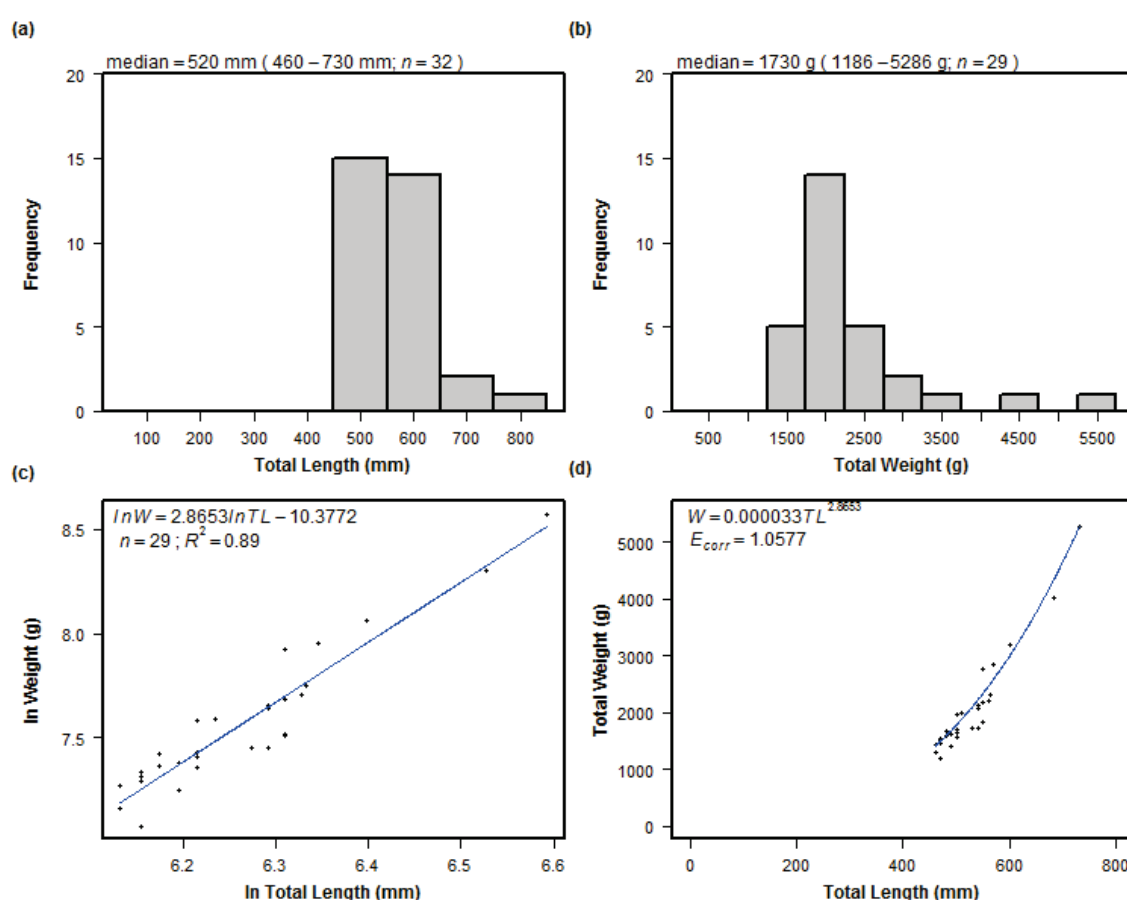 (a)
median = 520 mm ( 460 – 730 mm; n = 32 )
20
15
10
5
0
Frequency
100 200 300 400 500 600 700 800
Total Length (mm)
(b)
median = 1730 g ( 1186 – 5286 g; n = 29 )
20
15
10
5
0
Frequency
500 1500 2500 3500 4500 5500
Total Weight (g)
(c)
lnW = 2.8653lnTL – 10.3772
n = 29 ; R² = 0.89
8.5
8.0
7.5
ln Weight (g)
6.2 6.3 6.4 6.5 6.6
ln Total Length (mm)
(d)
W = 0.000033TL^2.8653
E_corr = 1.0577
5000
4000
3000
2000
1000
0
Total Weight (g)
0 200 400 600 800
Total Length (mm)